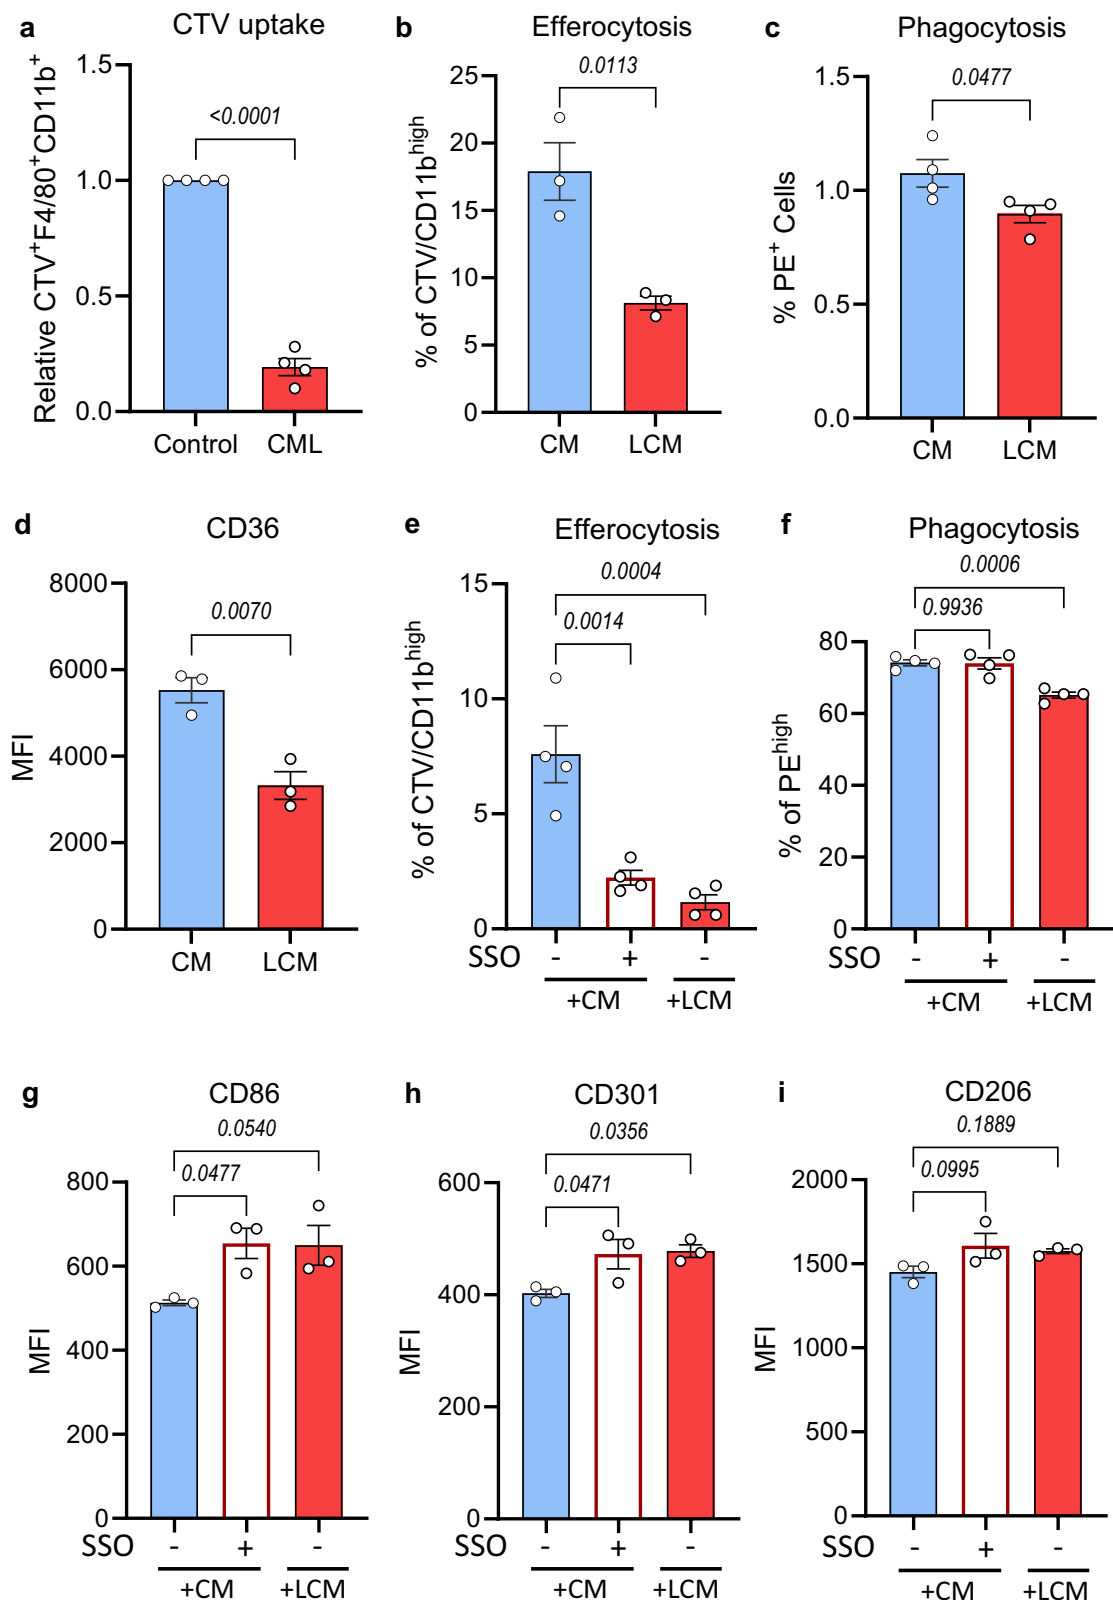 a
CTV uptake
Relative CTV⁺F4/80⁺CD11b⁺
1.5
1.0
0.5
0.0
<0.0001
Control CML
b
Efferocytosis
% of CTV/CD11b^high
25
20
15
10
5
0
0.0113
CM LCM
c
Phagocytosis
% PE⁺ Cells
1.5
1.0
0.5
0.0
0.0477
CM LCM
d
CD36
MFI
8000
6000
4000
2000
0
0.0070
CM LCM
e
Efferocytosis
% of CTV/CD11b^high
15
10
5
0
0.0004
0.0014
SSO - + -
+CM +LCM
f
Phagocytosis
% of PE^high
80
60
40
20
0
0.0006
0.9936
SSO - + -
+CM +LCM
g
CD86
MFI
800
600
400
200
0
0.0540
0.0477
SSO - + -
+CM +LCM
h
CD301
MFI
600
400
200
0
0.0356
0.0471
SSO - + -
+CM +LCM
i
CD206
MFI
2000
1500
1000
500
0
0.1889
0.0995
SSO - + -
+CM +LCM